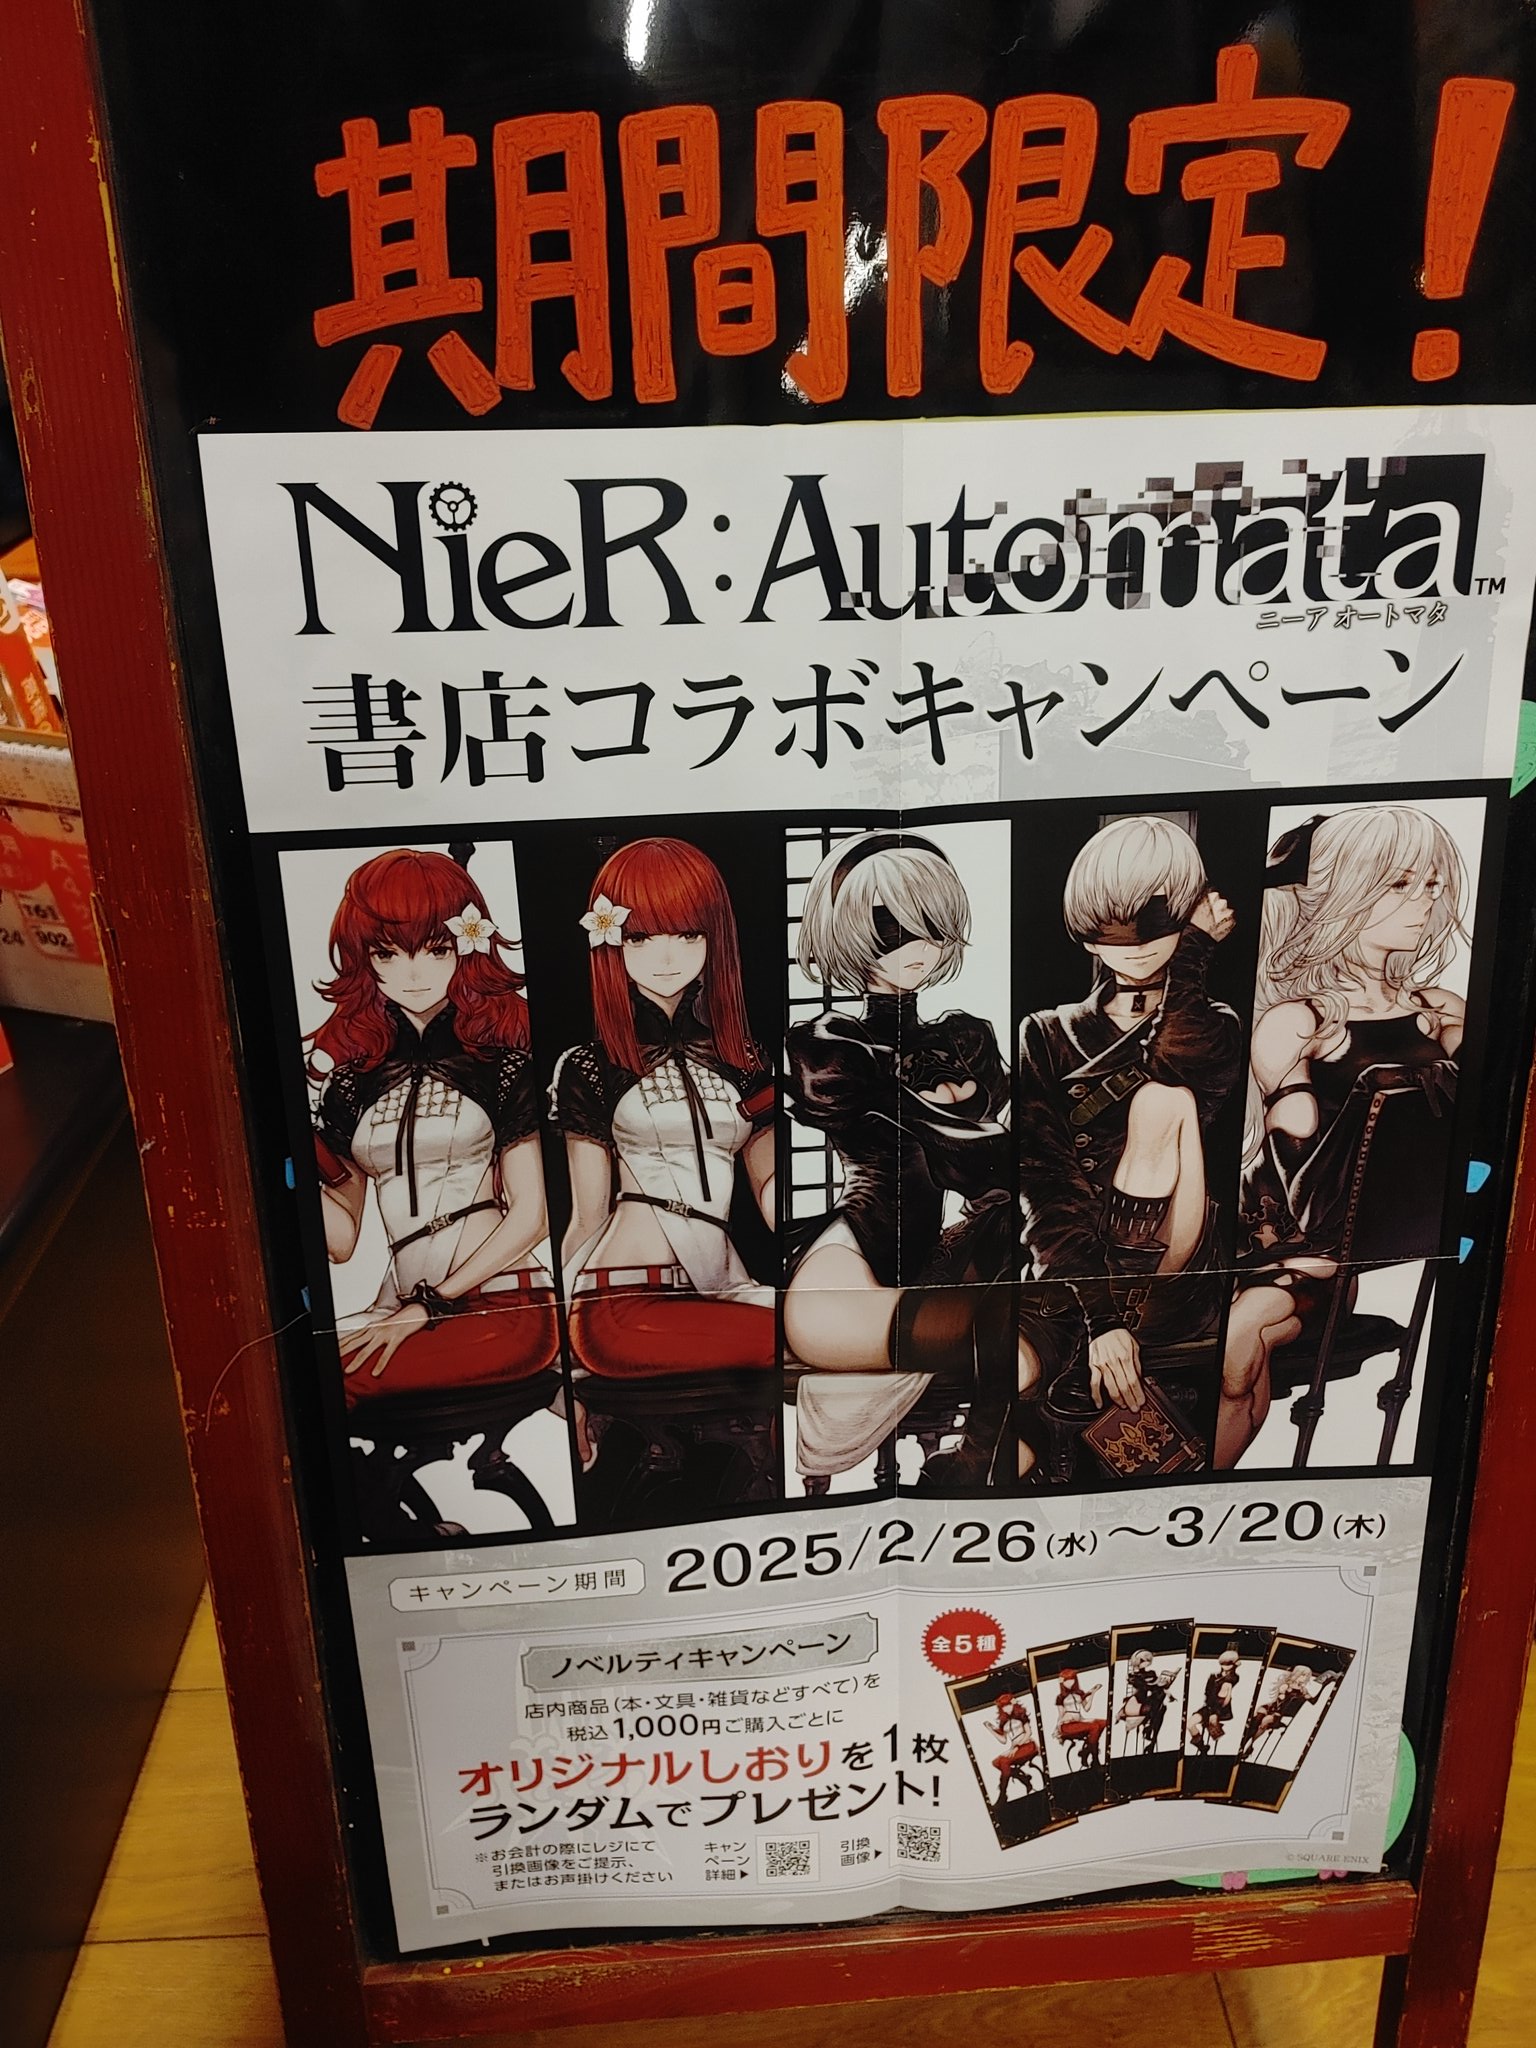 期間限定!
NieR:Automata™
ニーア オートマタ
書店コラボキャンペーン
キャンペーン期間 2025/2/26(水)～3/20(木)
ノベルティキャンペーン
店内商品(本・文具・雑貨などすべて)を
税込1,000円ご購入ごとに
オリジナルしおりを1枚
ランダムでプレゼント!
※お会計の際にレジにて
引換画像をご提示、
またはお声掛けください
キャン
ペーン
詳細▶
引換
画像▶
全5種
© SQUARE ENIX
5
T61
24
902